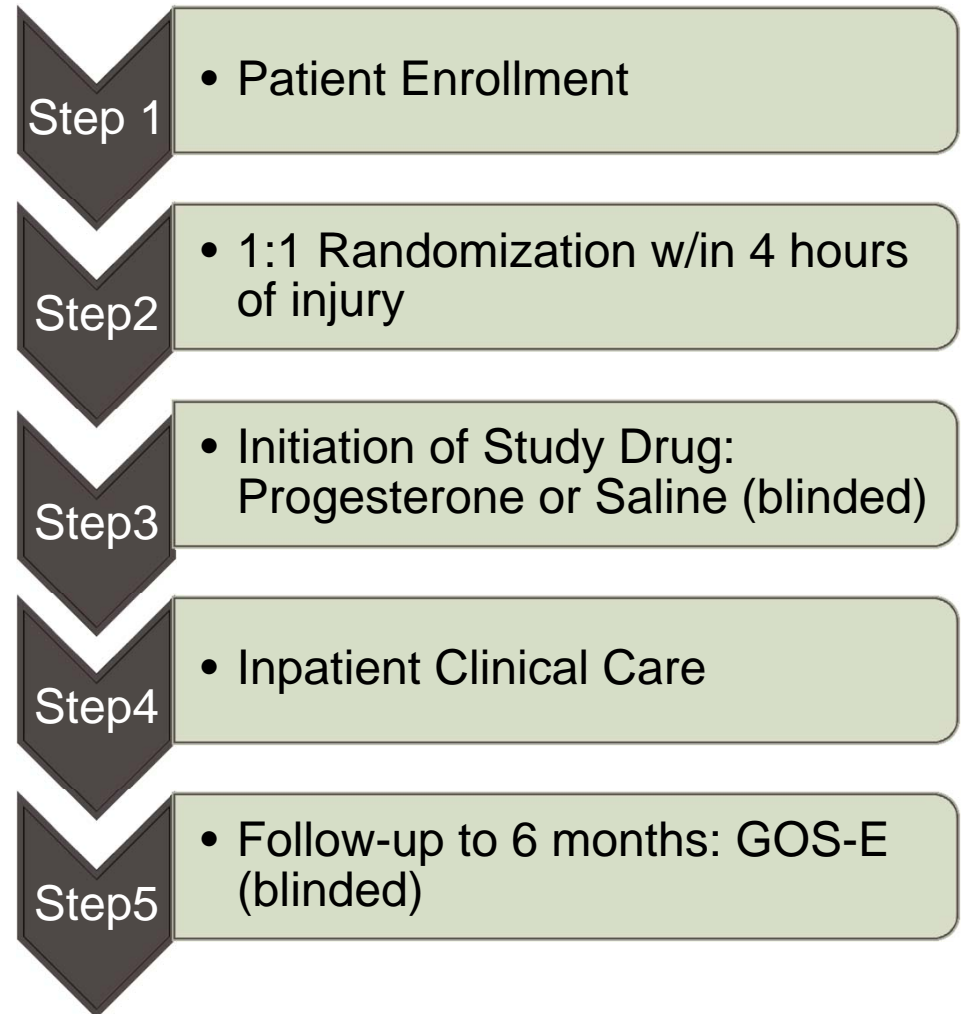 Step 1
• Patient Enrollment
Step2
• 1:1 Randomization w/in 4 hours
of injury
Step3
• Initiation of Study Drug:
Progesterone or Saline (blinded)
Step4
• Inpatient Clinical Care
Step5
• Follow-up to 6 months: GOS-E
(blinded)